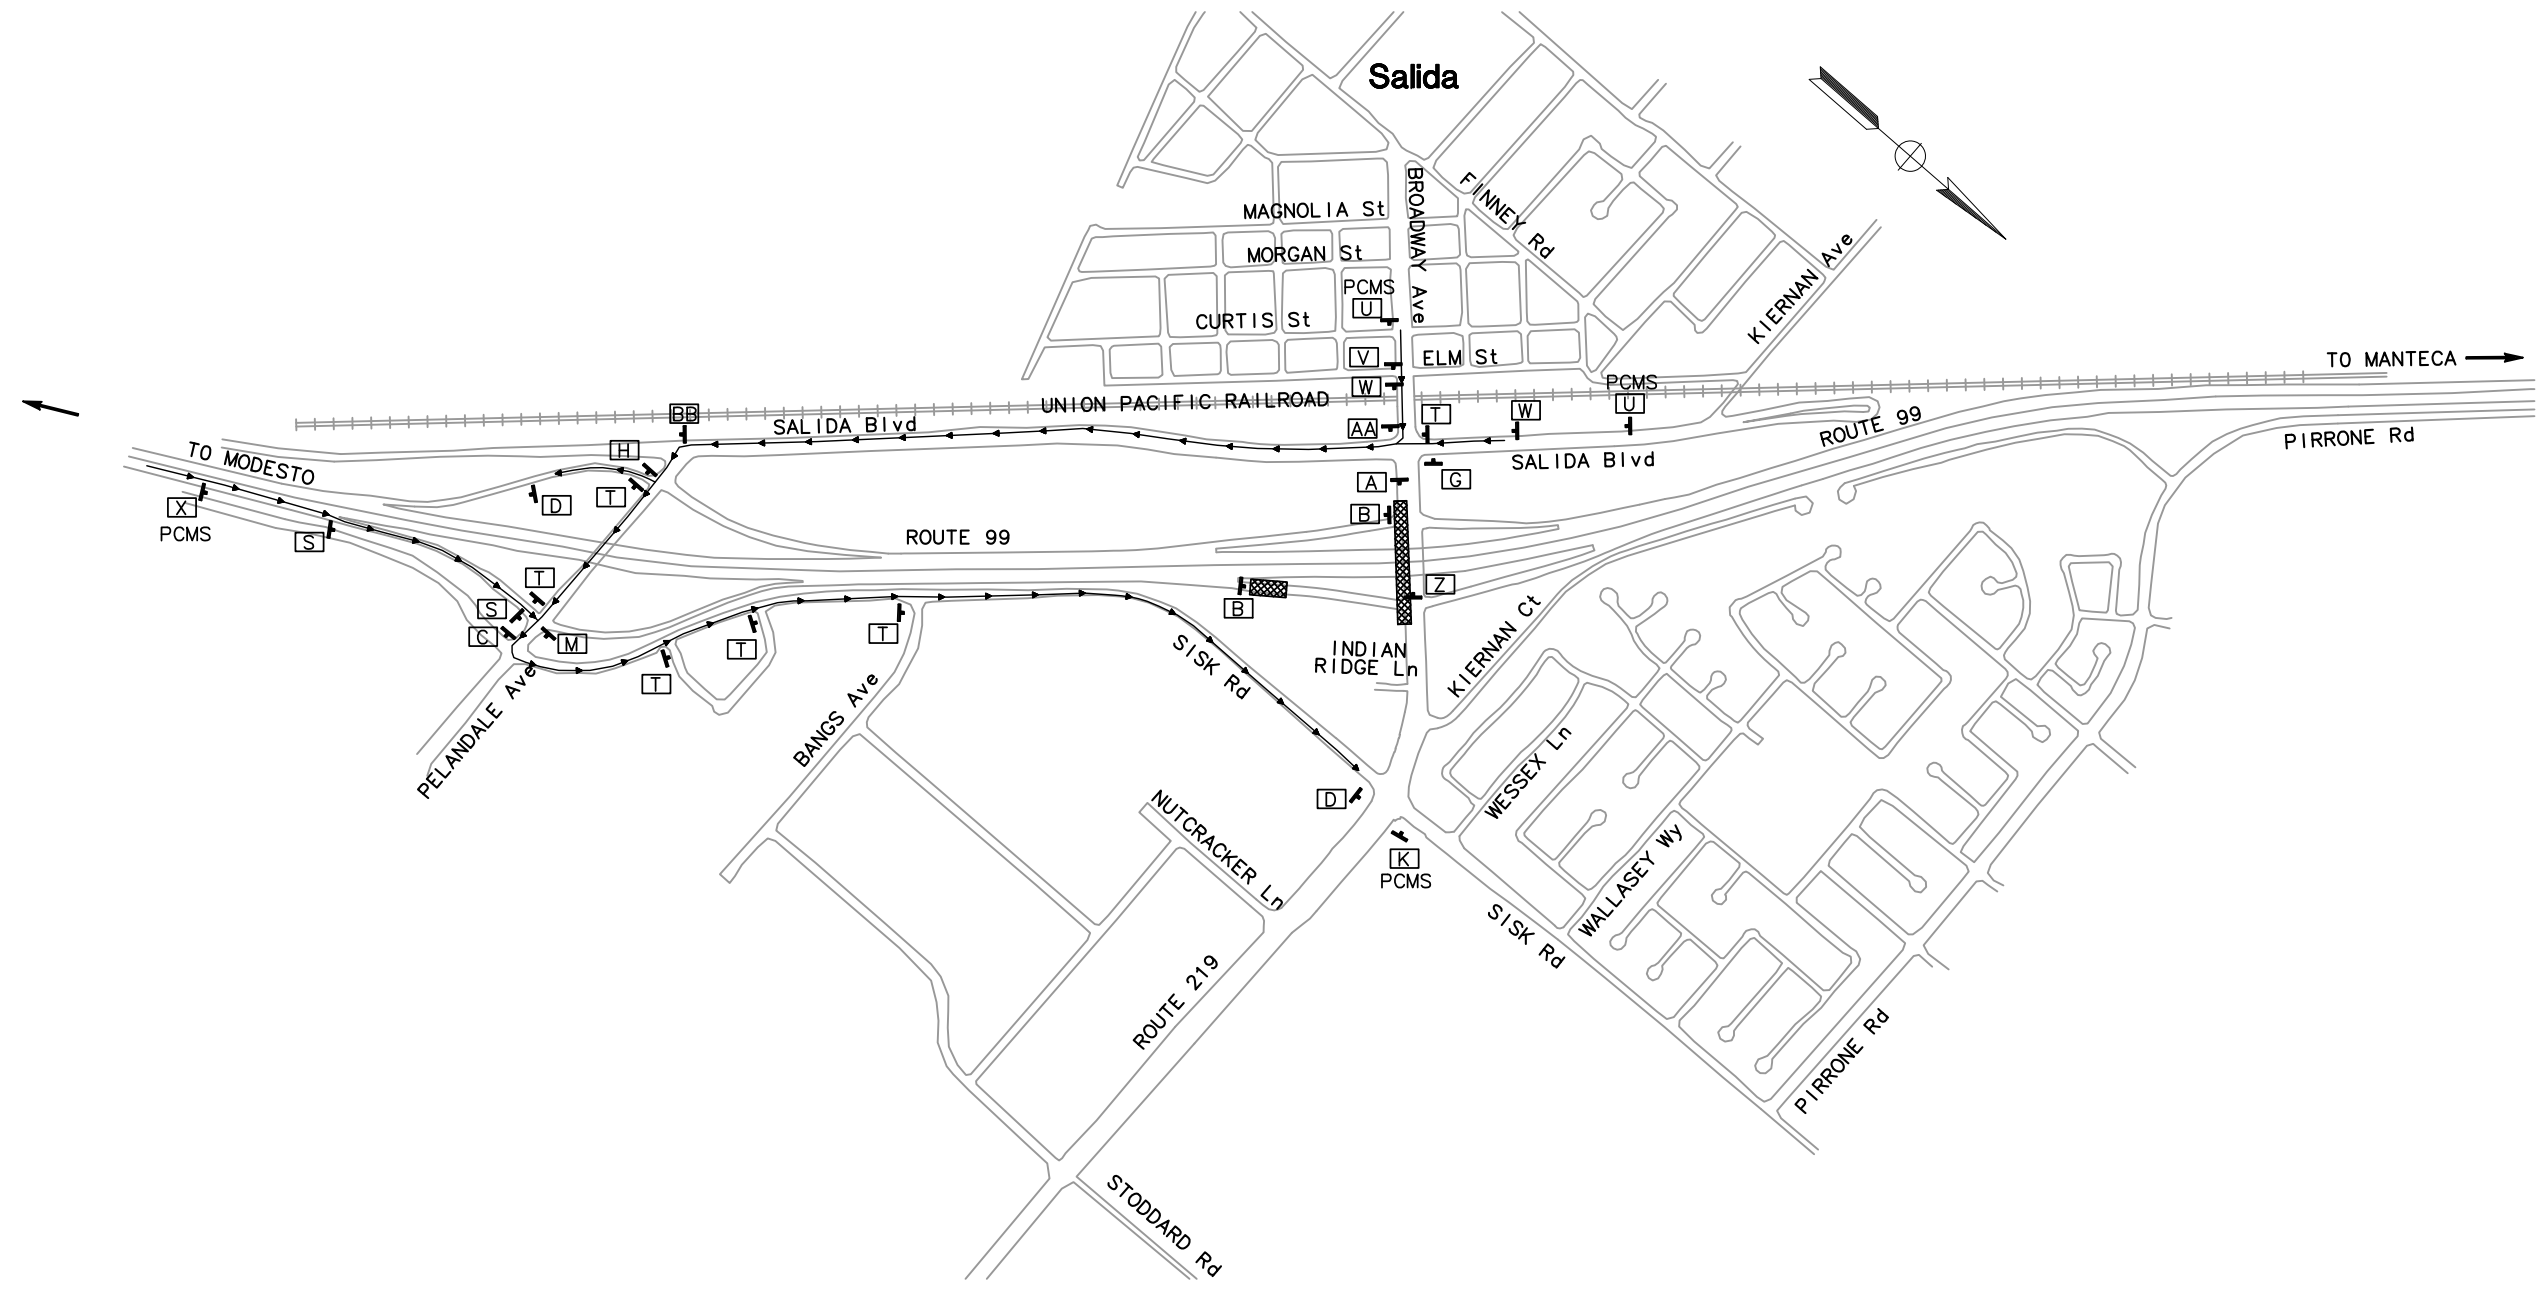 Salida
BROADWAY Ave
FINNEY Rd
MAGNOLIA St
MORGAN St
KIERNAN Ave
PCMS
U
CURTIS St
V
ELM St
TO MANTECA
W
PCMS
U
UNION PACIFIC RAILROAD
BB
T
W
SALIDA Blvd
AA
ROUTE 99
PIRRONE Rd
H
TO MODESTO
SALIDA Blvd
T
D
X
PCMS
A
G
B
S
ROUTE 99
T
S
C
M
B
Z
T
T
T
INDIAN
RIDGE Ln
KIERNAN Ct
SISK Rd
PELANDALE Ave
BANGS Ave
WESSEX Ln
D
NUTCRACKER Ln
K
PCMS
WALLASEY Wy
SISK Rd
ROUTE 219
PIRRONE Rd
STODDARD Rd